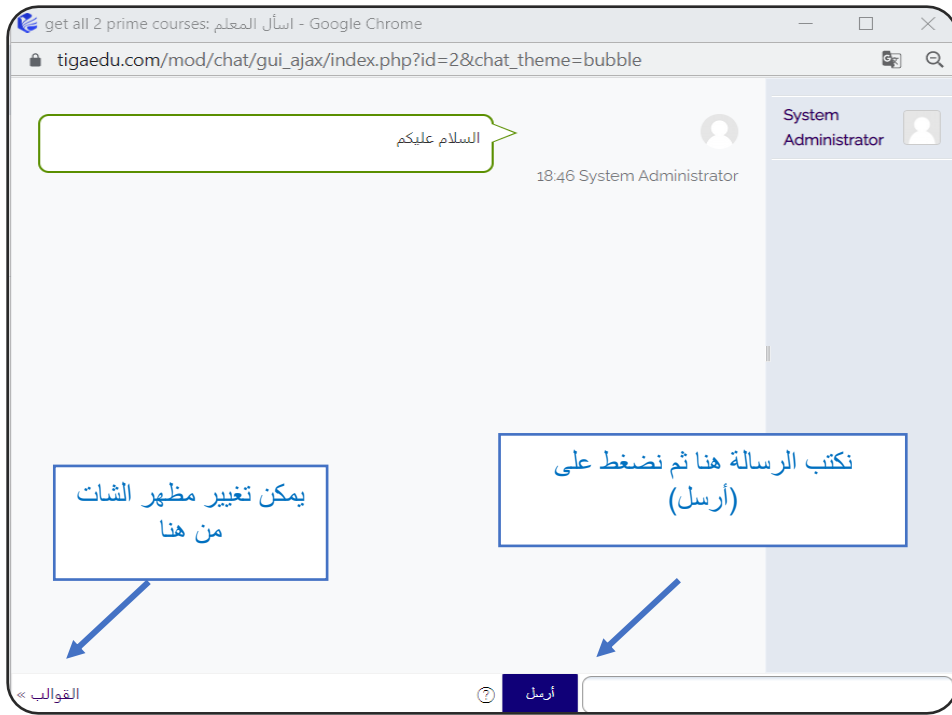 get all 2 prime courses: اسأل المعلم - Google Chrome
tigaedu.com/mod/chat/gui_ajax/index.php?id=2&chat_theme=bubble
System
Administrator
السلام عليكم
18:46 System Administrator
نكتب الرسالة هنا ثم نضغط على
(أرسل)
يمكن تغيير مظهر الشات
من هنا
أرسل
القوالب »